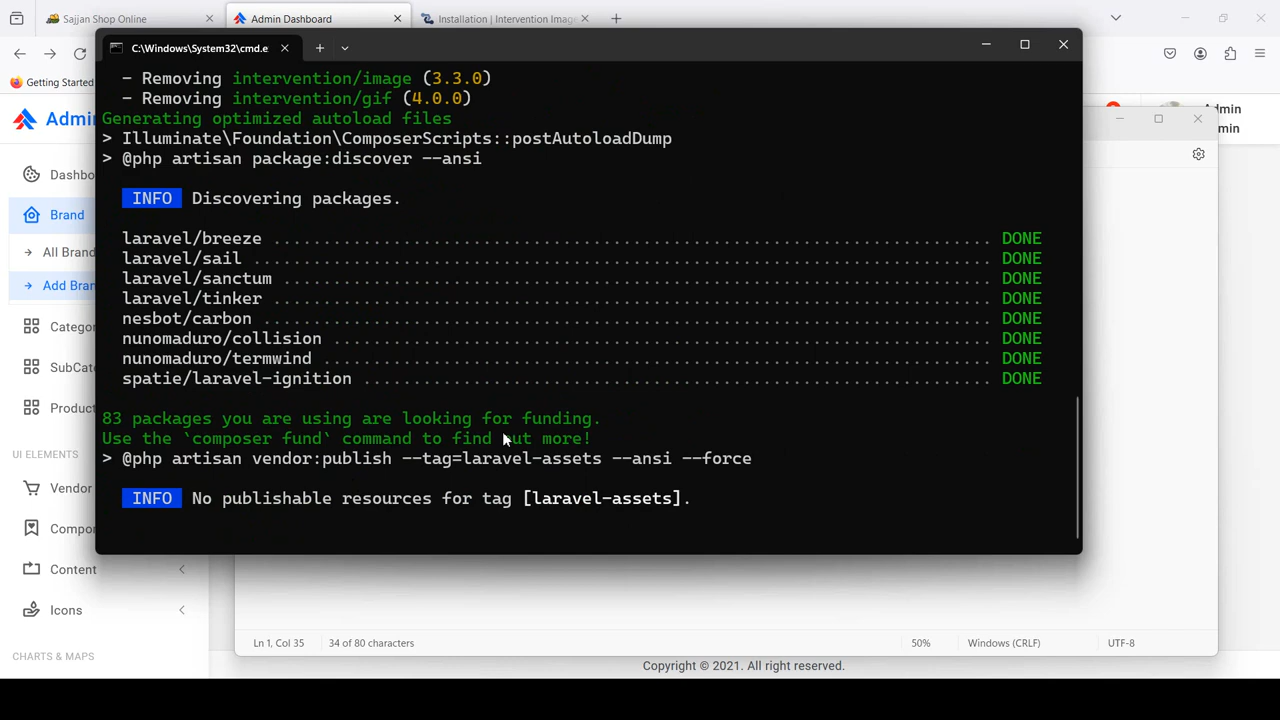 Sajjan Shop Online
Admin Dashboard
Installation | Intervention Image
Getting Started
C:\Windows\System32\cmd.e
- Removing intervention/image (3.3.0)
- Removing intervention/gif (4.0.0)
Generating optimized autoload files
> Illuminate\Foundation\ComposerScripts::postAutoloadDump
> @php artisan package:discover --ansi
INFO Discovering packages.
laravel/breeze ........................................................................ DONE
laravel/sail .......................................................................... DONE
laravel/sanctum ....................................................................... DONE
laravel/tinker ........................................................................ DONE
nesbot/carbon ......................................................................... DONE
nunomaduro/collision .................................................................. DONE
nunomaduro/termwind ................................................................... DONE
spatie/laravel-ignition ............................................................... DONE
83 packages you are using are looking for funding.
Use the `composer fund` command to find out more!
> @php artisan vendor:publish --tag=laravel-assets --ansi --force
INFO No publishable resources for tag [laravel-assets].
Admin
Dashbo
Brand
All Brand
Add Bran
Catego
SubCat
Product
UI ELEMENTS
Vendor
Compo
Content
Icons
CHARTS & MAPS
Admin
min
Ln 1, Col 35
34 of 80 characters
50%
Windows (CRLF)
UTF-8
Copyright © 2021. All right reserved.